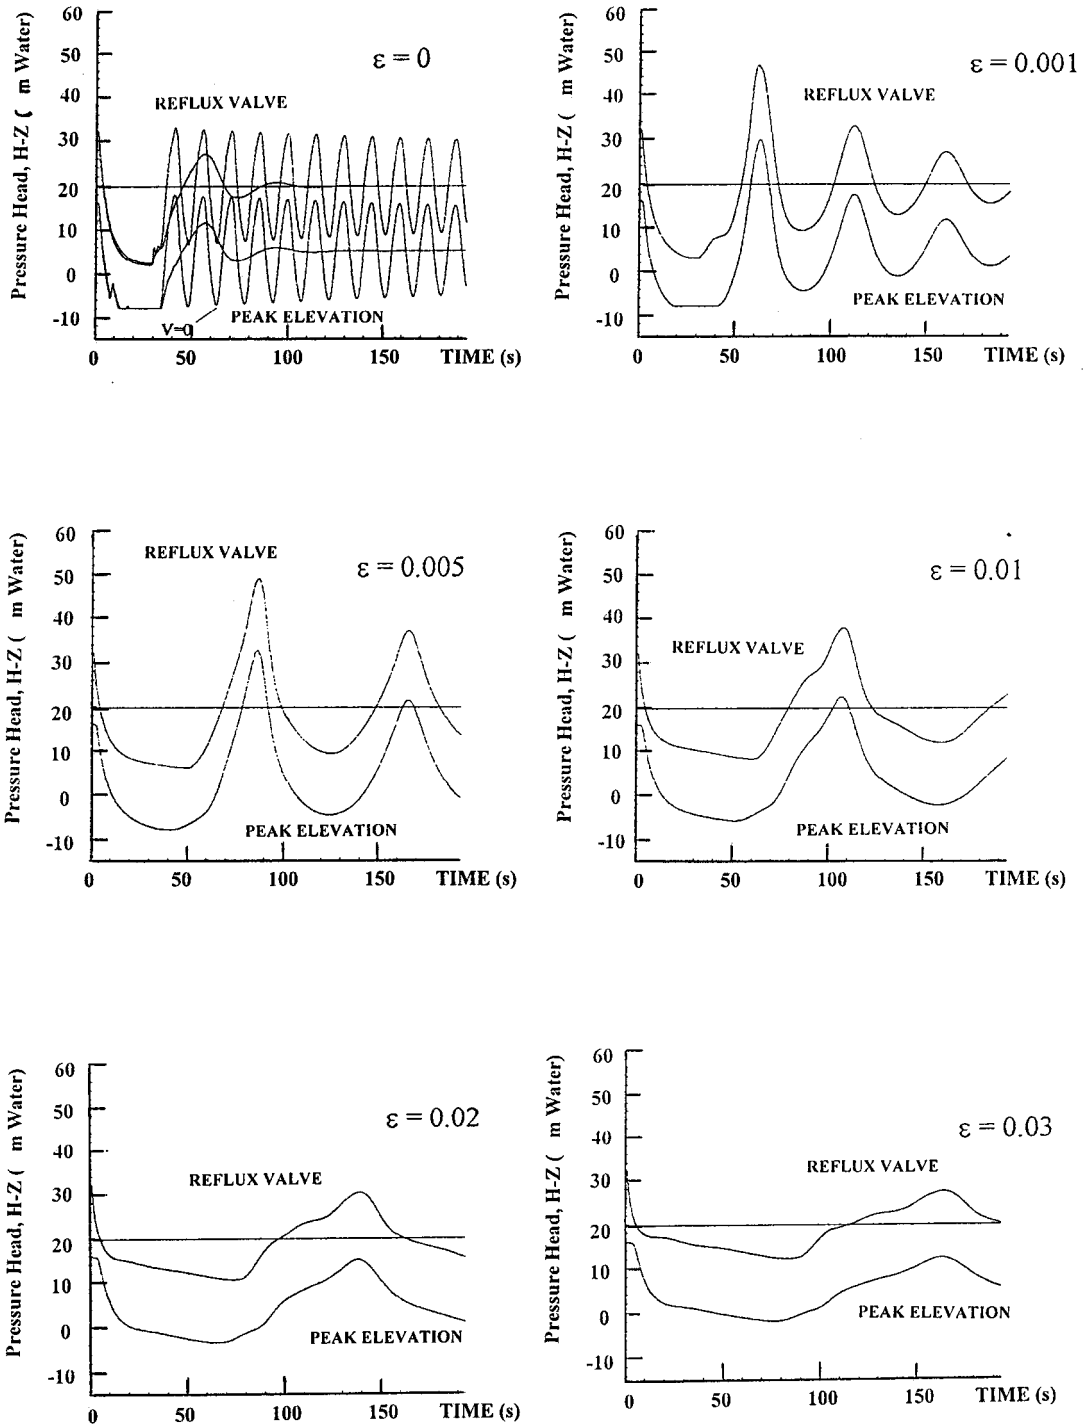 Pressure Head, H-Z ( m Water)
60
50
40
30
20
10
0
-10
ε = 0
REFLUX VALVE
PEAK ELEVATION
V=0
0 50 100 150 TIME (s)
Pressure Head, H-Z ( m Water)
60
50
40
30
20
10
0
-10
ε = 0.001
REFLUX VALVE
PEAK ELEVATION
0 50 100 150 TIME (s)
Pressure Head, H-Z ( m Water)
60
50
40
30
20
10
0
-10
REFLUX VALVE
ε = 0.005
PEAK ELEVATION
0 50 100 150 TIME (s)
Pressure Head, H-Z ( m Water)
60
50
40
30
20
10
0
-10
ε = 0.01
REFLUX VALVE
PEAK ELEVATION
0 50 100 150 TIME (s)
Pressure Head, H-Z ( m Water)
60
50
40
30
20
10
0
-10
ε = 0.02
REFLUX VALVE
PEAK ELEVATION
0 50 100 150 TIME (s)
Pressure Head, H-Z ( m Water)
60
50
40
30
20
10
0
-10
ε = 0.03
REFLUX VALVE
PEAK ELEVATION
0 50 100 150 TIME (s)